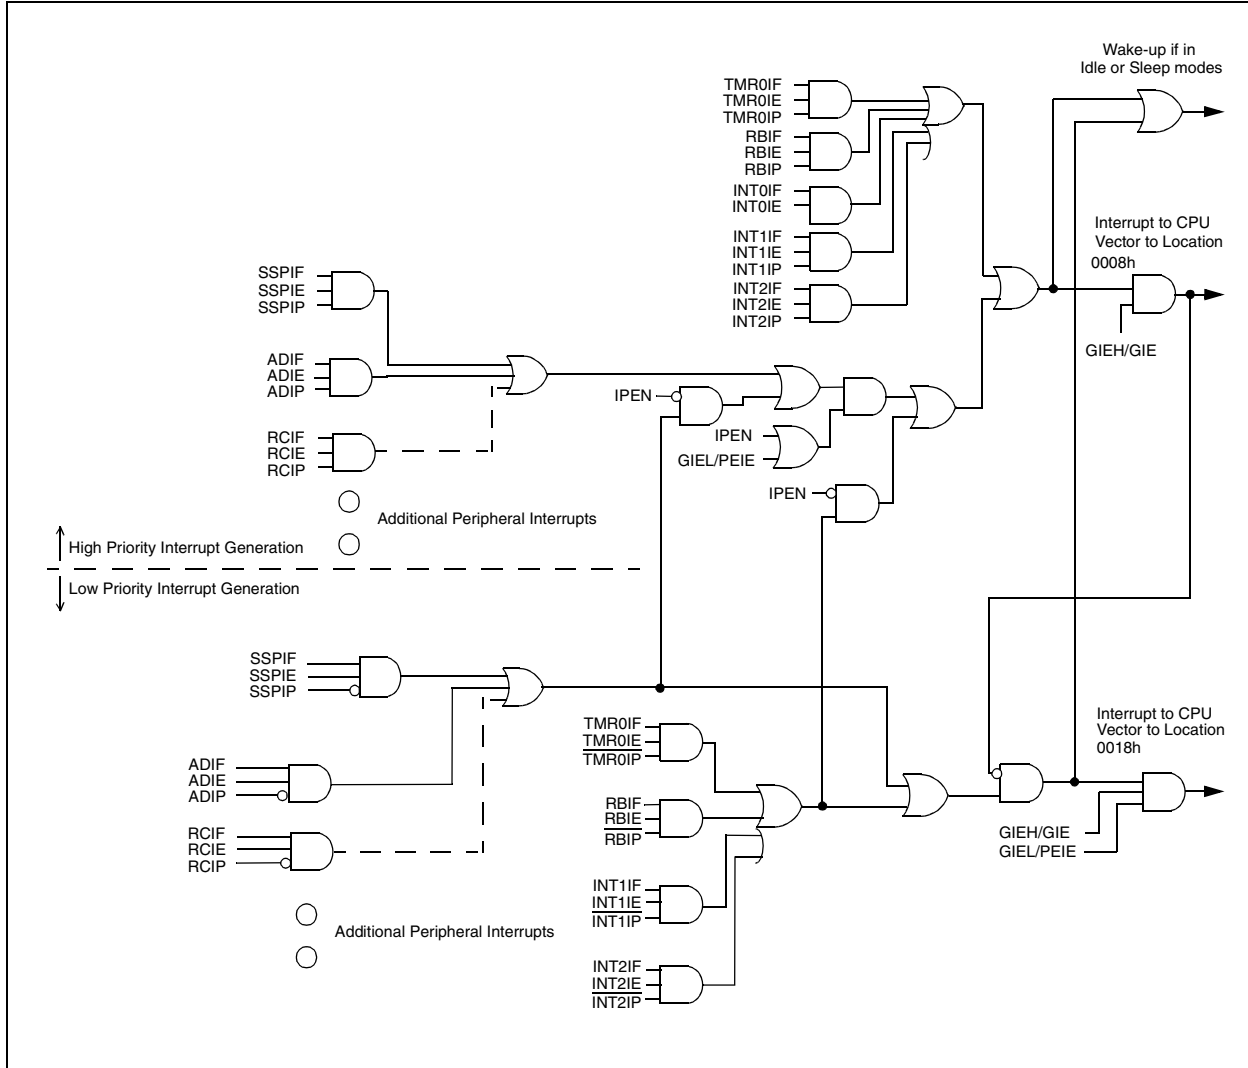 Wake-up if in
Idle or Sleep modes
TMR0IF
TMR0IE
TMR0IP
RBIF
RBIE
RBIP
INT0IF
INT0IE
INT1IF
INT1IE
INT1IP
INT2IF
INT2IE
INT2IP
Interrupt to CPU
Vector to Location
0008h
GIEH/GIE
SSPIF
SSPIE
SSPIP
ADIF
ADIE
ADIP
RCIF
RCIE
RCIP
IPEN
IPEN
GIEL/PEIE
IPEN
Additional Peripheral Interrupts
High Priority Interrupt Generation
Low Priority Interrupt Generation
SSPIF
SSPIE
SSPIP
ADIF
ADIE
ADIP
RCIF
RCIE
RCIP
Additional Peripheral Interrupts
TMR0IF
TMR0IE
TMR0IP
RBIF
RBIE
RBIP
INT1IF
INT1IE
INT1IP
INT2IF
INT2IE
INT2IP
Interrupt to CPU
Vector to Location
0018h
GIEH/GIE
GIEL/PEIE